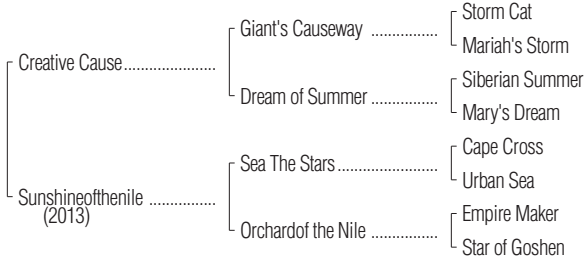 Storm Cat
Giant's Causeway ................
Mariah's Storm
Creative Cause......................
Siberian Summer
Dream of Summer ................
Mary's Dream
Cape Cross
Sea The Stars........................
Urban Sea
Sunshineofthenile ................
(2013)
Empire Maker
Orchardof the Nile ................
Star of Goshen